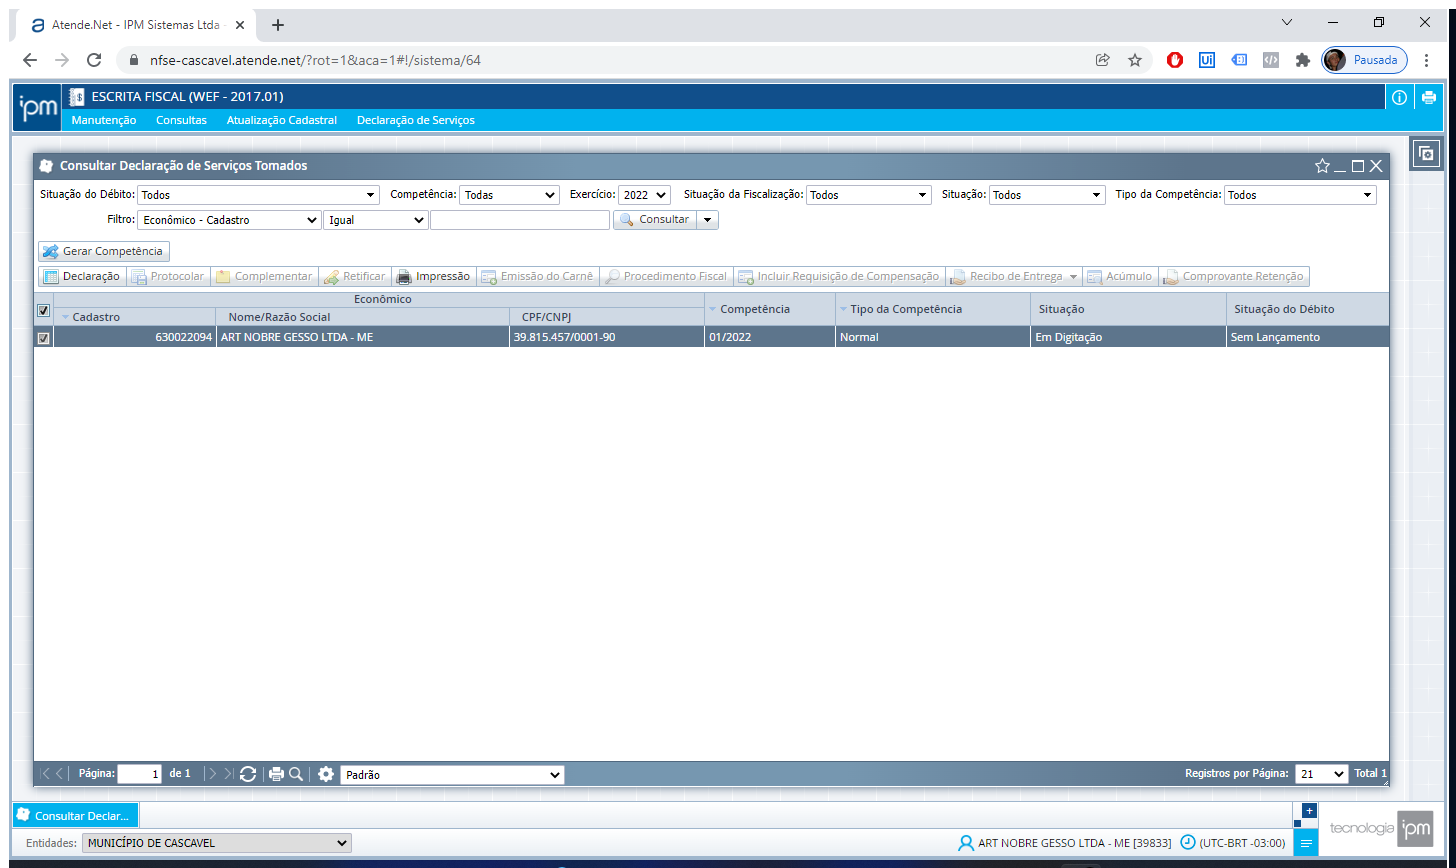 Atende.Net - IPM Sistemas Ltda -
nfse-cascavel.atende.net/?rot=1&aca=1#!/sistema/64
Ui
Pausada
ipm
ESCRITA FISCAL (WEF - 2017.01)
Manutenção Consultas Atualização Cadastral Declaração de Serviços
Consultar Declaração de Serviços Tomados
Situação do Débito: Todos Competência: Todas Exercício: 2022 Situação da Fiscalização: Todos Situação: Todos Tipo da Competência: Todos
Filtro: Econômico - Cadastro Igual Consultar
Gerar Competência
Declaração Protocolar Complementar Retificar Impressão Emissão do Carnê Procedimento Fiscal Incluir Requisição de Compensação Recibo de Entrega Acúmulo Comprovante Retenção
Econômico
Cadastro Nome/Razão Social CPF/CNPJ Competência Tipo da Competência Situação Situação do Débito
630022094 ART NOBRE GESSO LTDA - ME 39.815.457/0001-90 01/2022 Normal Em Digitação Sem Lançamento
Página: 1 de 1 Padrão Registros por Página: 21 Total 1
Consultar Declar...
Entidades: MUNICÍPIO DE CASCAVEL ART NOBRE GESSO LTDA - ME [39833] (UTC-BRT -03:00)
tecnologia ipm